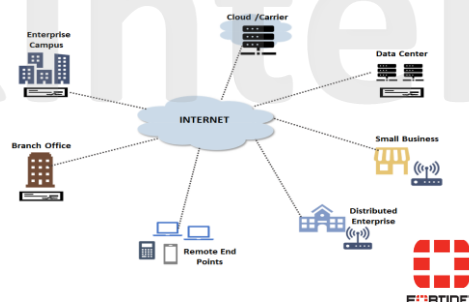 Cloud /Carrier
Enterprise
Campus
Data Center
INTERNET
Small Business
Branch Office
Distributed
Enterprise
Remote End
Points